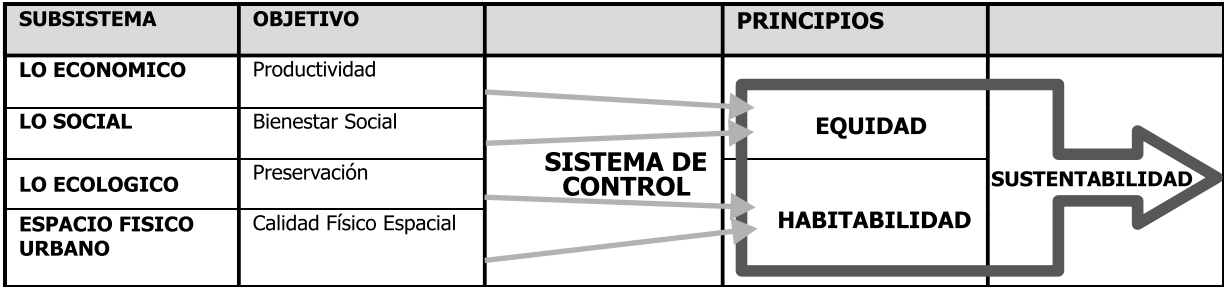 SUBSISTEMA OBJETIVO PRINCIPIOS
LO ECONOMICO Productividad
LO SOCIAL Bienestar Social EQUIDAD
LO ECOLOGICO Preservación
SISTEMA DE
CONTROL
SUSTENTABILIDAD
ESPACIO FISICO
URBANO
Calidad Físico Espacial
HABITABILIDAD